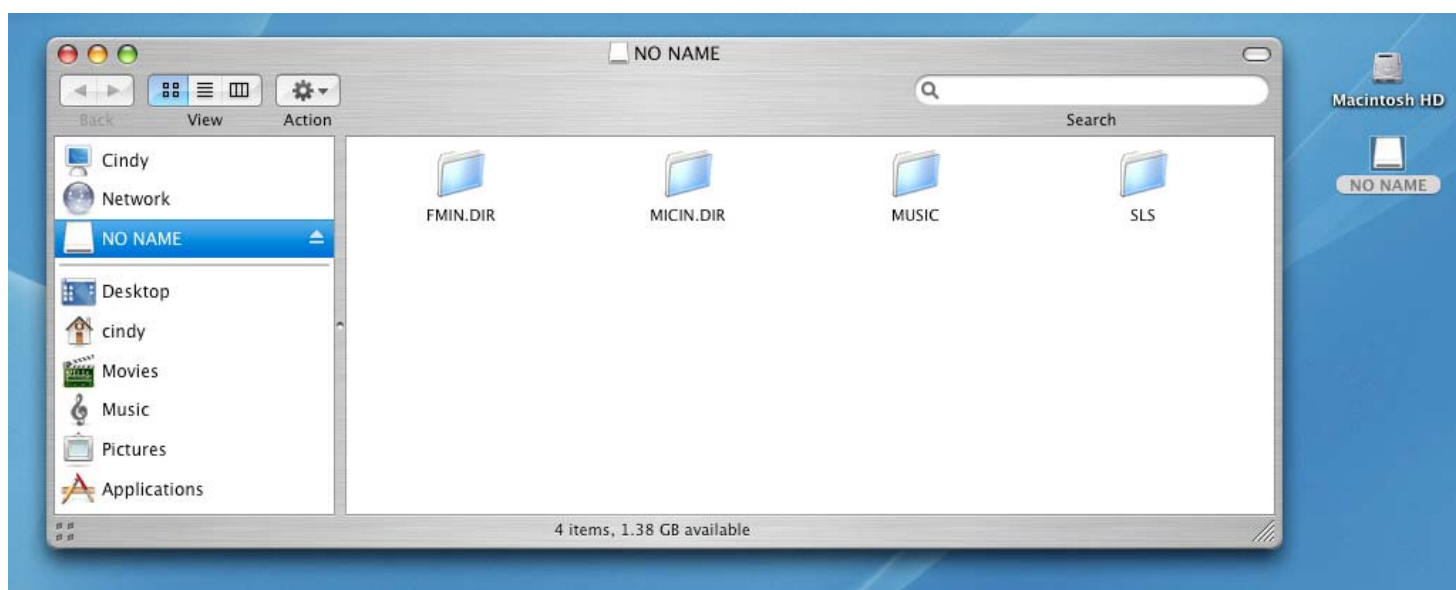 NO NAME
Back View Action Search
Cindy
Network
NO NAME
Desktop
cindy
Movies
Music
Pictures
Applications
FMIN.DIR MICIN.DIR MUSIC SLS
4 items, 1.38 GB available
Macintosh HD
NO NAME